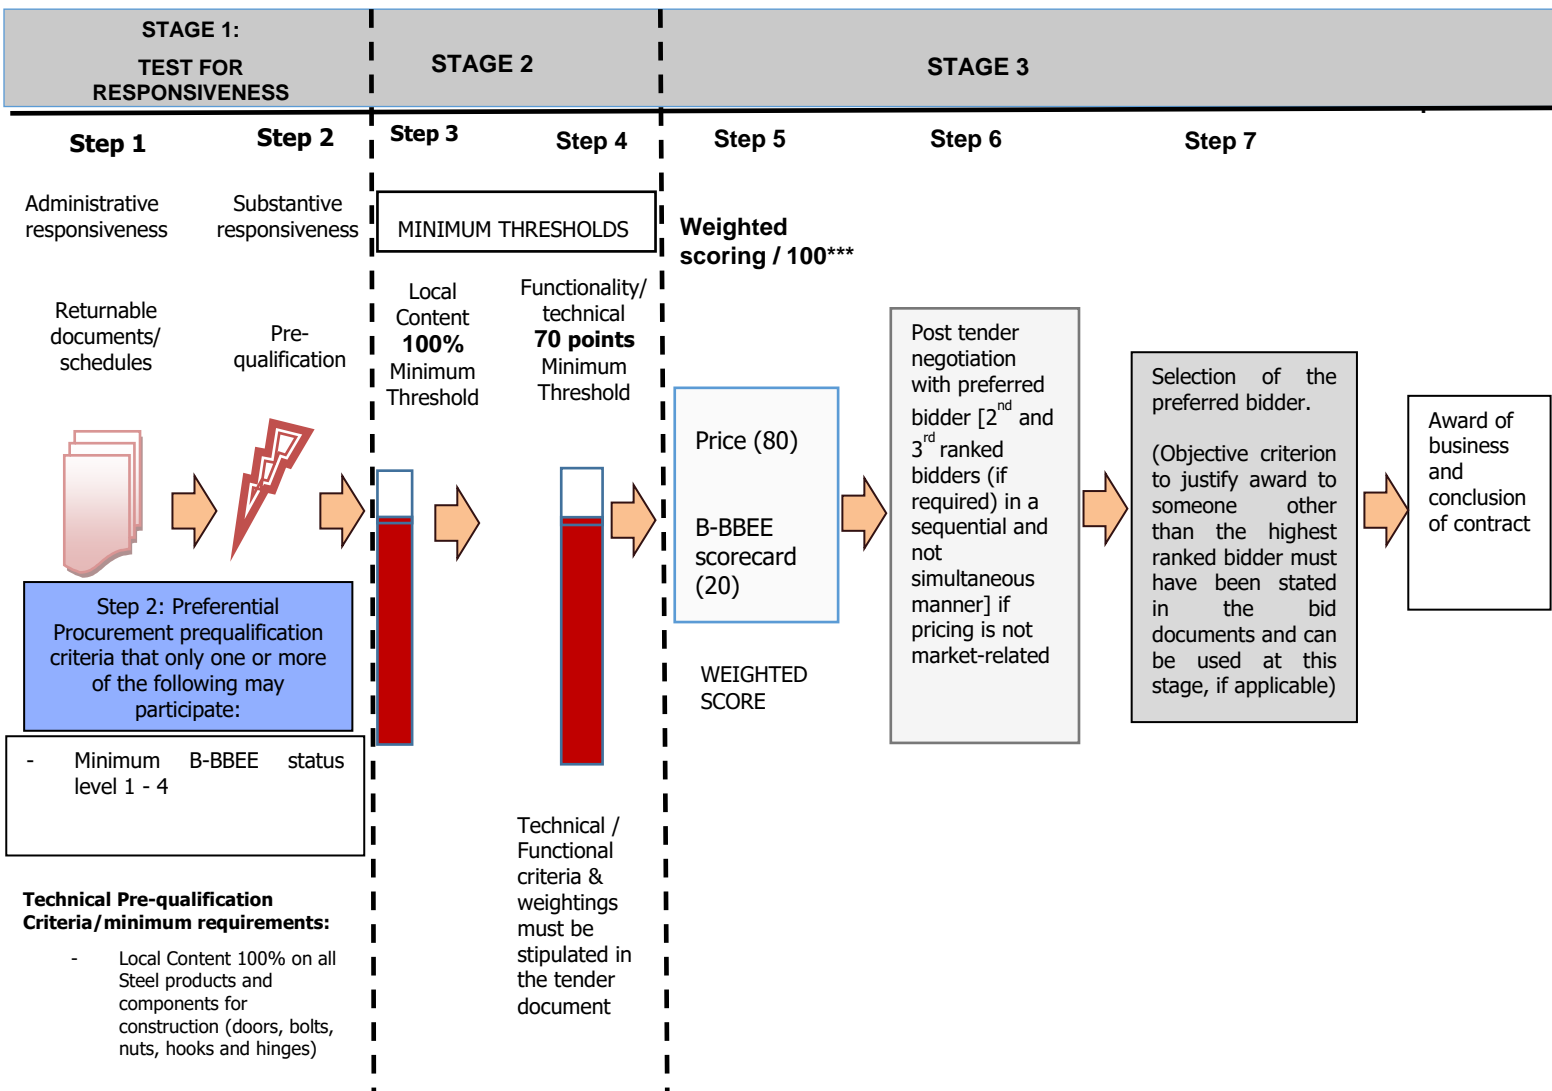 STAGE 1:
TEST FOR
RESPONSIVENESS
STAGE 2
STAGE 3
Step 1
Step 2
Step 3
Step 4
Step 5
Step 6
Step 7
Administrative
responsiveness
Substantive
responsiveness
MINIMUM THRESHOLDS
Weighted
scoring / 100***
Returnable
documents/
schedules
Pre-
qualification
Local
Content
100%
Minimum
Threshold
Functionality/
technical
70 points
Minimum
Threshold
Price (80)
B-BBEE
scorecard
(20)
WEIGHTED
SCORE
Post tender
negotiation
with preferred
bidder [2nd and
3rd ranked
bidders (if
required) in a
sequential and
not
simultaneous
manner] if
pricing is not
market-related
Selection of the
preferred bidder.
(Objective criterion
to justify award to
someone other
than the highest
ranked bidder must
have been stated
in the bid
documents and can
be used at this
stage, if applicable)
Award of
business
and
conclusion
of contract
Step 2: Preferential
Procurement prequalification
criteria that only one or more
of the following may
participate:
- Minimum B-BBEE status
level 1 - 4
Technical Pre-qualification
Criteria/minimum requirements:
- Local Content 100% on all
Steel products and
components for
construction (doors, bolts,
nuts, hooks and hinges)
Technical /
Functional
criteria &
weightings
must be
stipulated in
the tender
document